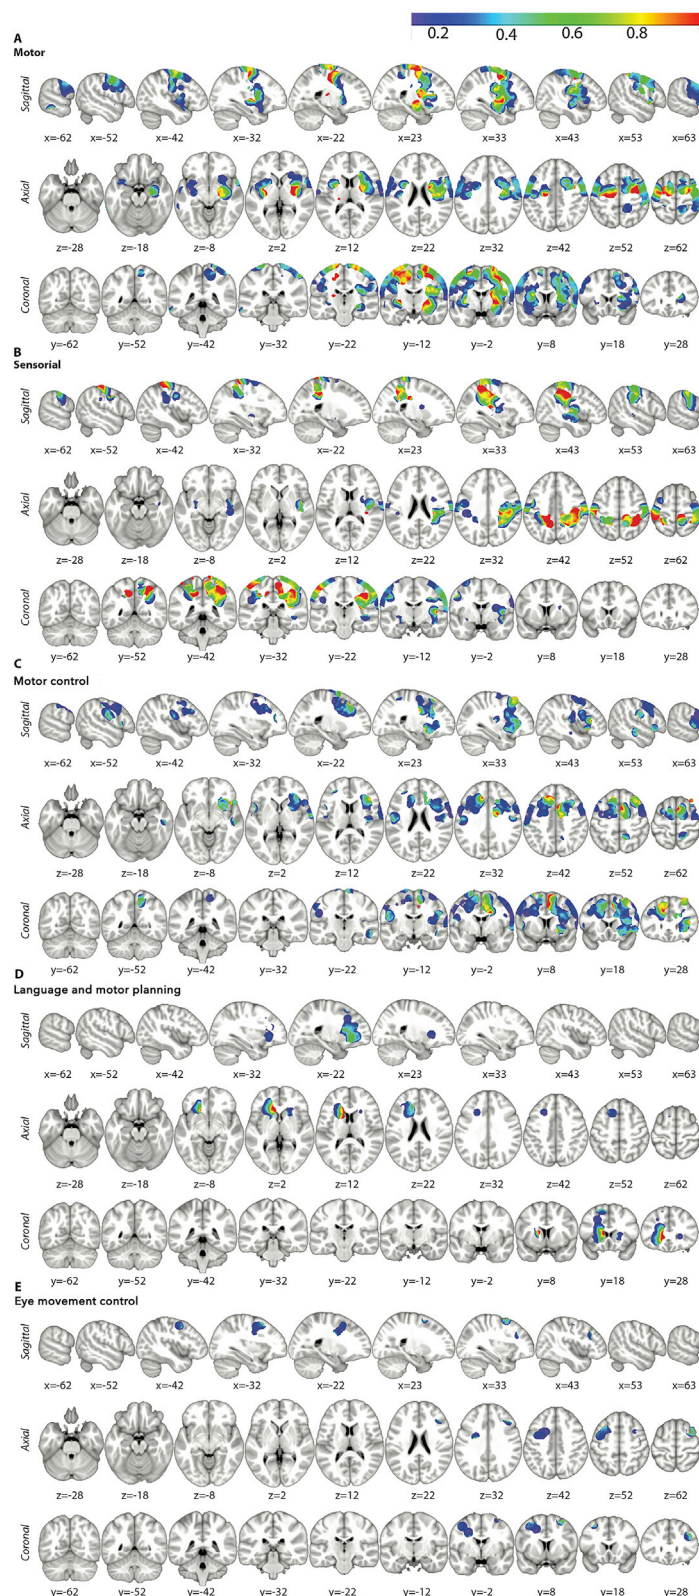 0.2 0.4 0.6 0.8
A
Motor
Sagittal
x=-62 x=-52 x=-42 x=-32 x=-22 x=23 x=33 x=43 x=53 x=63
Axial
z=-28 z=-18 z=-8 z=2 z=12 z=22 z=32 z=42 z=52 z=62
Coronal
y=-62 y=-52 y=-42 y=-32 y=-22 y=-12 y=-2 y=8 y=18 y=28
B
Sensorial
Sagittal
x=-62 x=-52 x=-42 x=-32 x=-22 x=23 x=33 x=43 x=53 x=63
Axial
z=-28 z=-18 z=-8 z=2 z=12 z=22 z=32 z=42 z=52 z=62
Coronal
y=-62 y=-52 y=-42 y=-32 y=-22 y=-12 y=-2 y=8 y=18 y=28
C
Motor control
Sagittal
x=-62 x=-52 x=-42 x=-32 x=-22 x=23 x=33 x=43 x=53 x=63
Axial
z=-28 z=-18 z=-8 z=2 z=12 z=22 z=32 z=42 z=52 z=62
Coronal
y=-62 y=-52 y=-42 y=-32 y=-22 y=-12 y=-2 y=8 y=18 y=28
D
Language and motor planning
Sagittal
x=-62 x=-52 x=-42 x=-32 x=-22 x=23 x=33 x=43 x=53 x=63
Axial
z=-28 z=-18 z=-8 z=2 z=12 z=22 z=32 z=42 z=52 z=62
Coronal
y=-62 y=-52 y=-42 y=-32 y=-22 y=-12 y=-2 y=8 y=18 y=28
E
Eye movement control
Sagittal
x=-62 x=-52 x=-42 x=-32 x=-22 x=23 x=33 x=43 x=53 x=63
Axial
z=-28 z=-18 z=-8 z=2 z=12 z=22 z=32 z=42 z=52 z=62
Coronal
y=-62 y=-52 y=-42 y=-32 y=-22 y=-12 y=-2 y=8 y=18 y=28